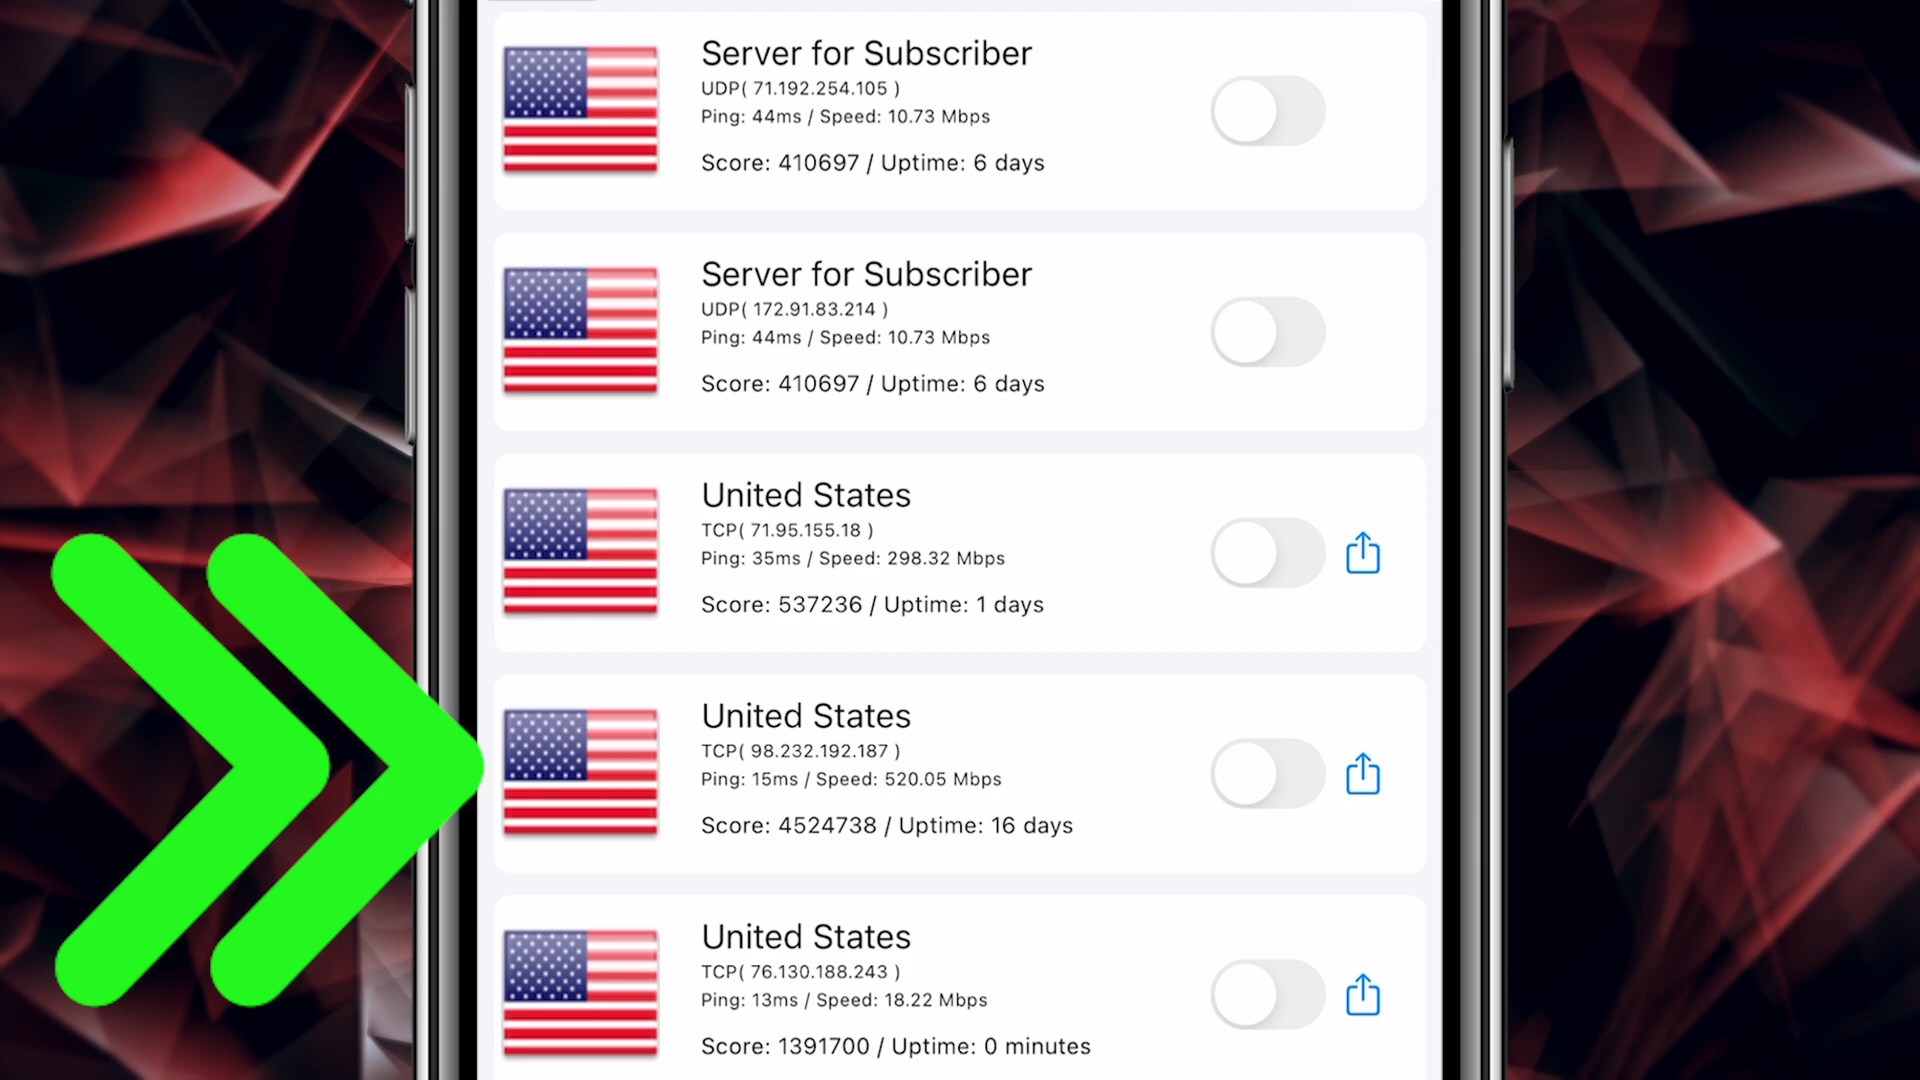 Server for Subscriber
UDP( 71.192.254.105 )
Ping: 44ms / Speed: 10.73 Mbps
Score: 410697 / Uptime: 6 days
Server for Subscriber
UDP( 172.91.83.214 )
Ping: 44ms / Speed: 10.73 Mbps
Score: 410697 / Uptime: 6 days
United States
TCP( 71.95.155.18 )
Ping: 35ms / Speed: 298.32 Mbps
Score: 537236 / Uptime: 1 days
United States
TCP( 98.232.192.187 )
Ping: 15ms / Speed: 520.05 Mbps
Score: 4524738 / Uptime: 16 days
United States
TCP( 76.130.188.243 )
Ping: 13ms / Speed: 18.22 Mbps
Score: 1391700 / Uptime: 0 minutes